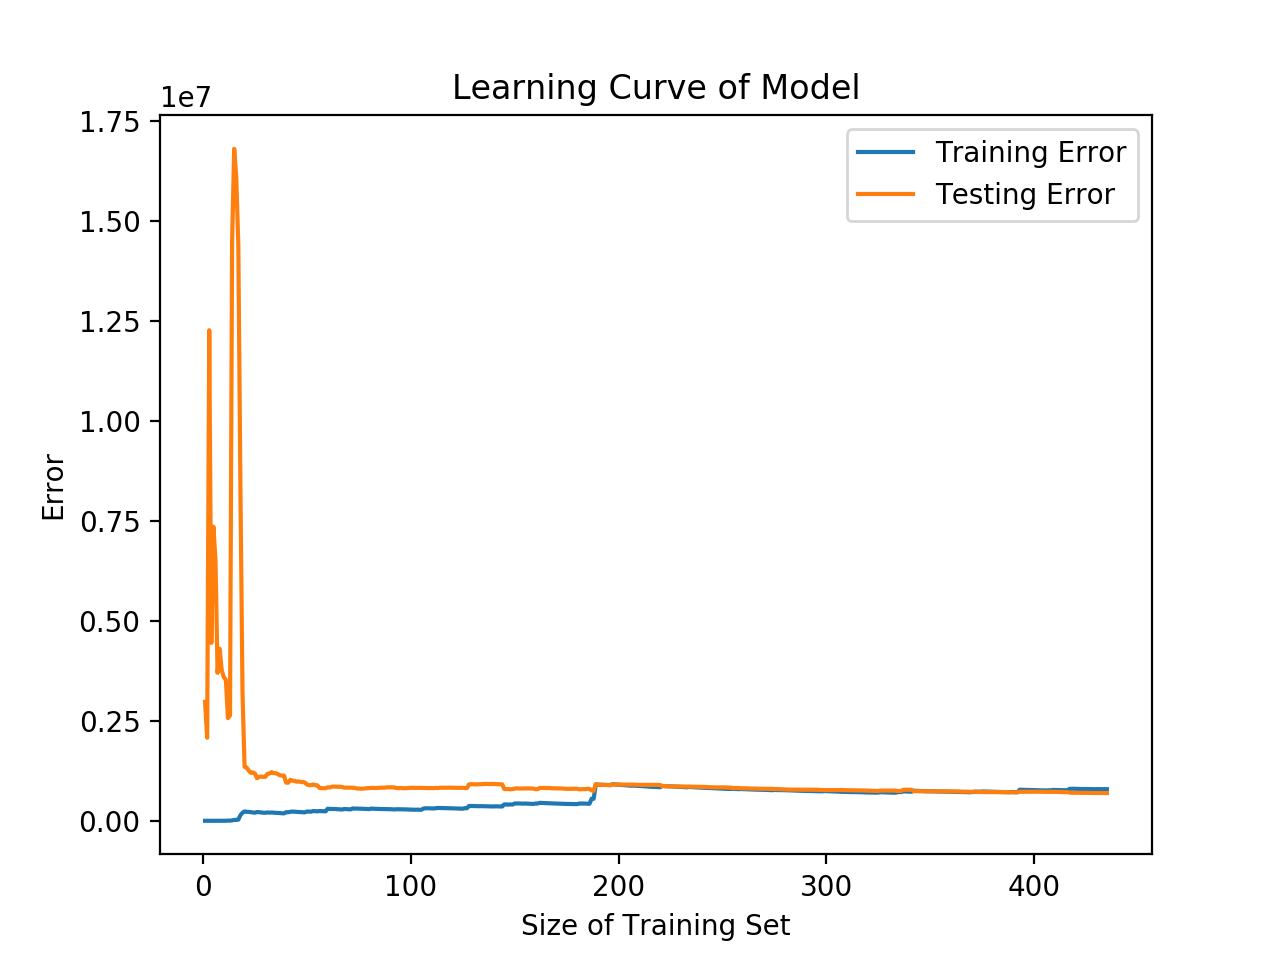 Learning Curve of Model
1e7
1.75
1.50
1.25
1.00
0.75
0.50
0.25
0.00
Error
Training Error
Testing Error
0 100 200 300 400
Size of Training Set